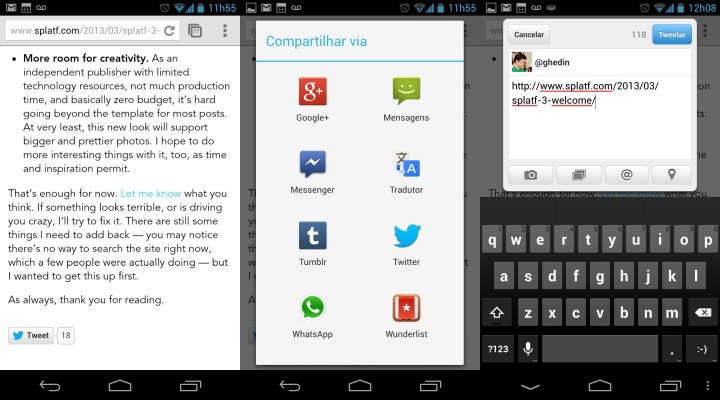 11h55
www.splatf.com/2013/03/splatf-3-
More room for creativity. As an
independent publisher with limited
technology resources, not much production
time, and basically zero budget, it's hard
going beyond the template for most posts.
At very least, this new look will support
bigger and prettier photos. I hope to do
more interesting things with it, too, as time
and inspiration permit.
That's enough for now. Let me know what you
think. If something looks terrible, or is driving
you crazy, I'll try to fix it. There are still some
things I need to add back — you may notice
there's no way to search the site right now,
which a few people were actually doing — but
I wanted to get this up first.
As always, thank you for reading.
Tweet 18
11h55
Compartilhar via
Google+ Mensagens
Messenger Tradutor
Tumblr Twitter
WhatsApp Wunderlist
12h08
Cancelar 118 Tweetar
@ghedin
http://www.splatf.com/2013/03/
splatf-3-welcome/
q w e r t y u i o p
a s d f g h j k l
z x c v b n m
?123 . :-)